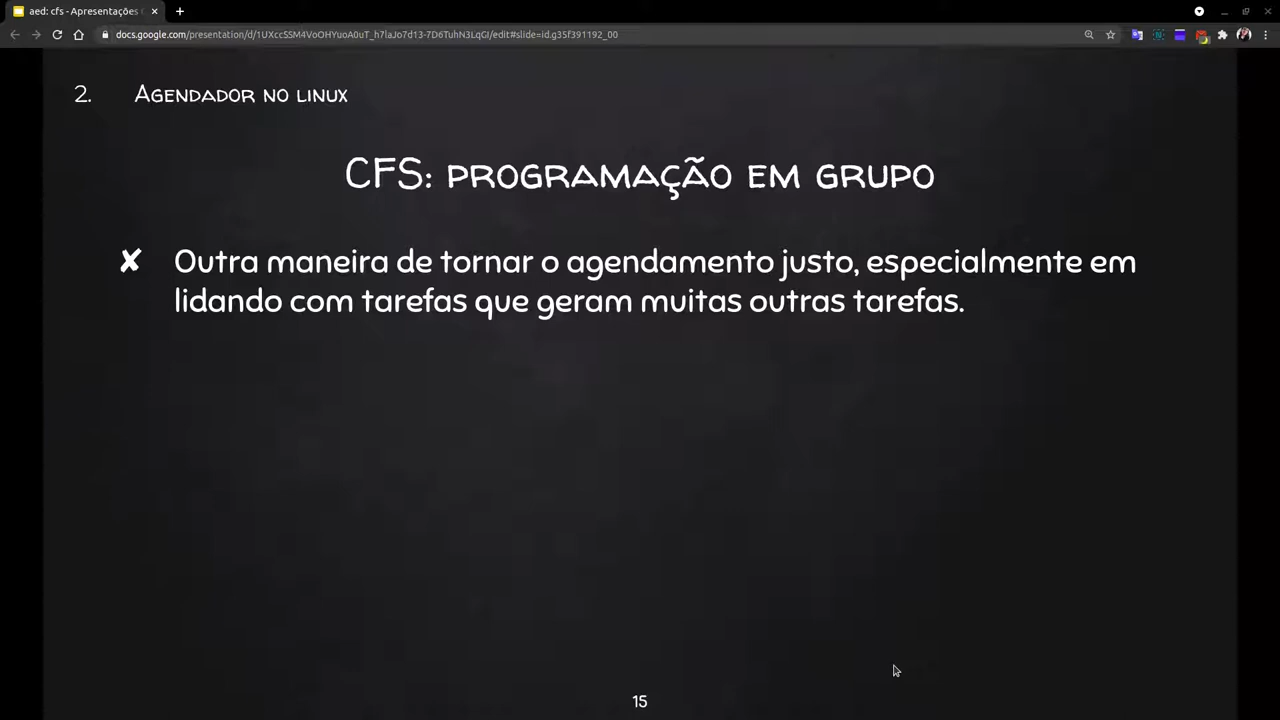 aed: cfs - Apresentações
docs.google.com/presentation/d/1UXccSSM4VoOHYuoA0uT_h7laJo7d13-7D6TuhN3LqGI/edit#slide=id.g35f391192_00
2. Agendador no linux
CFS: programação em grupo
✘ Outra maneira de tornar o agendamento justo, especialmente em
lidando com tarefas que geram muitas outras tarefas.
15